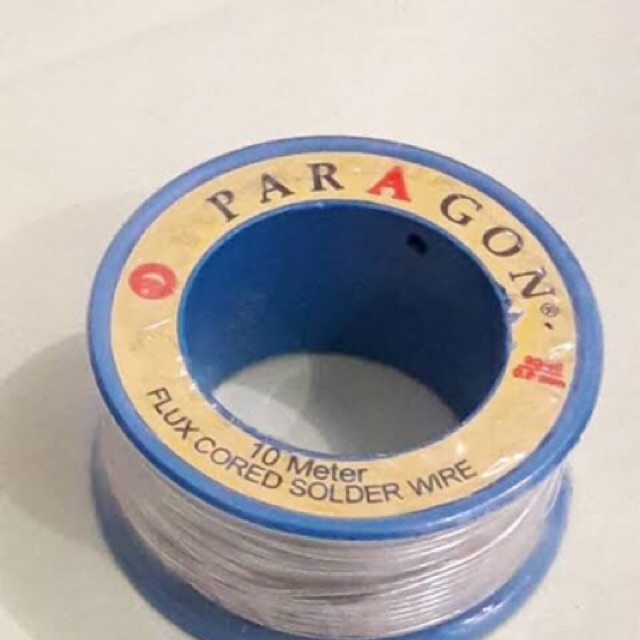 PARAGON®
10 Meter
FLUX CORED SOLDER WIRE